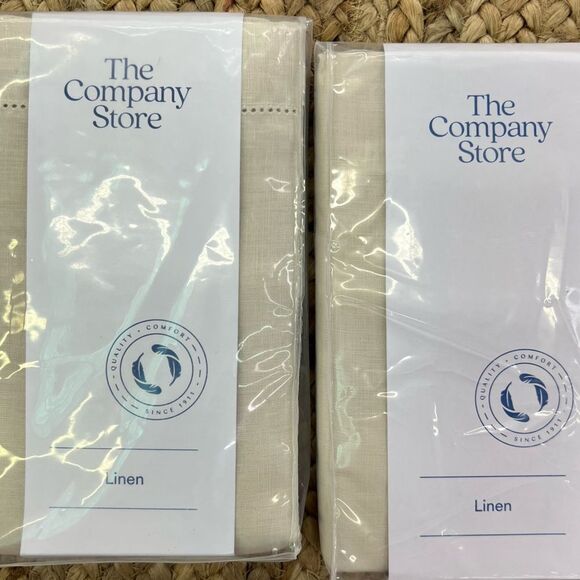 The
Company
Store
QUALITY • COMFORT
SINCE 1911
Linen
The
Company
Store
QUALITY • COMFORT
SINCE 1911
Linen